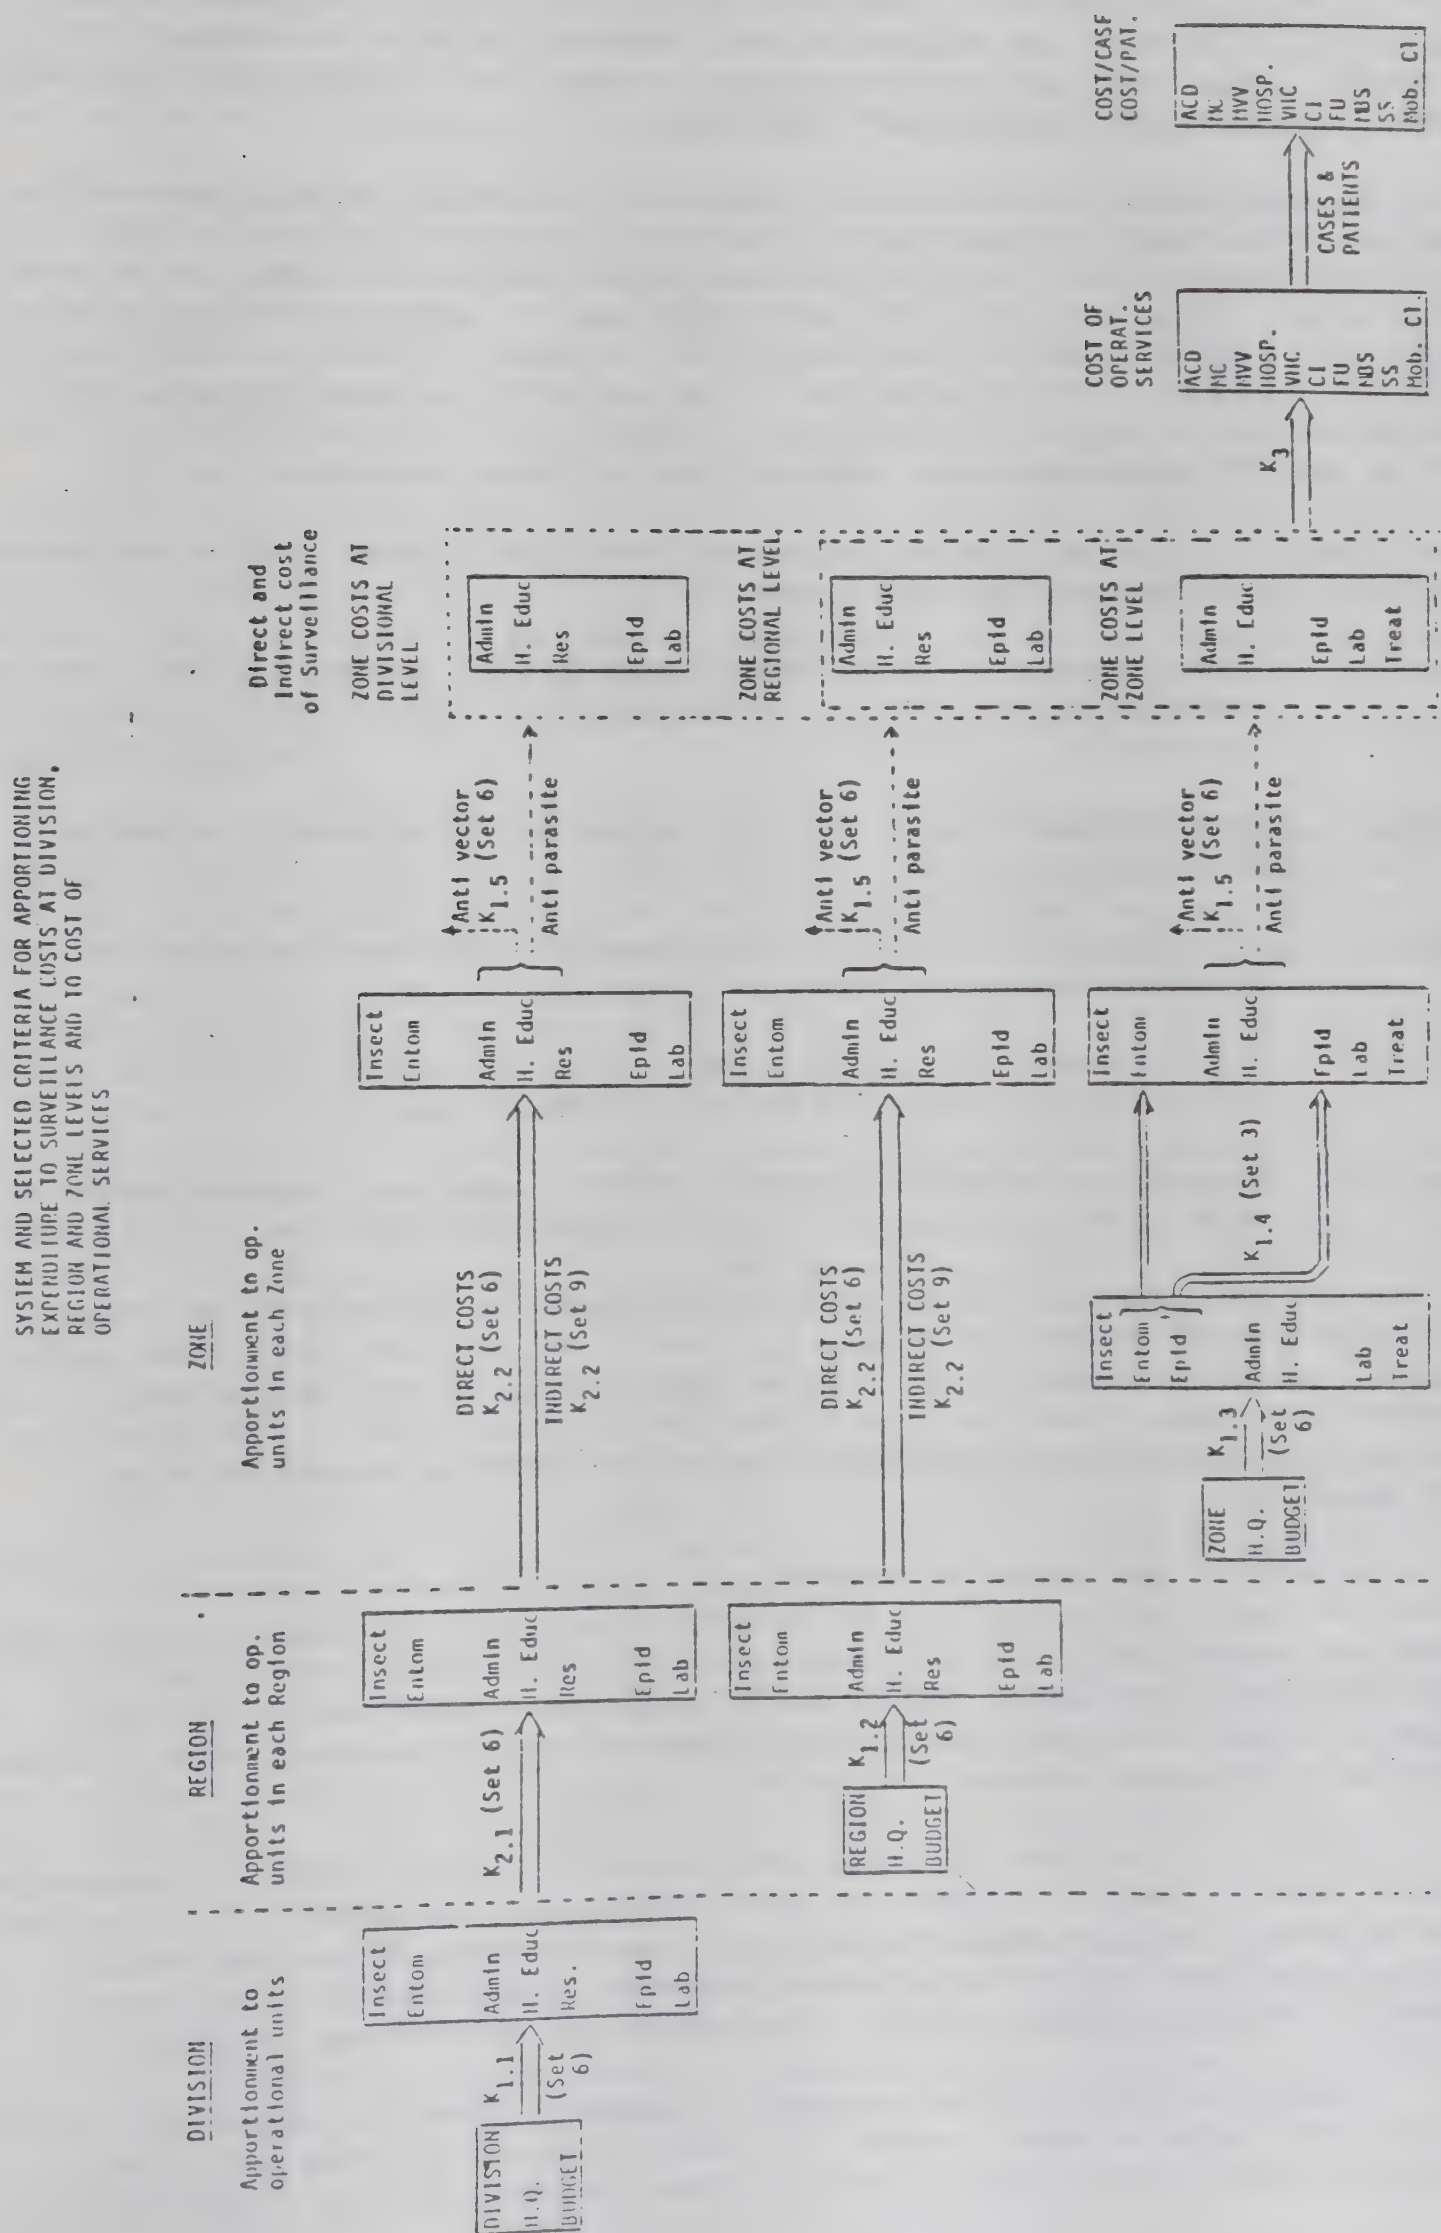 SYSTEM AND SELECTED CRITERIA FOR APPORTIONING
EXPENDITURE TO SURVEILLANCE COSTS AT DIVISION,
REGION AND ZONE LEVELS AND TO COST OF
OPERATIONAL SERVICES
DIVISION
Apportionment to
operational units
REGION
Apportionment to op.
units in each Region
ZONE
Apportionment to op.
units in each Zone
Direct and
Indirect cost
of Surveillance
DIVISION
H.Q.
BUDGET
K1.1
(Set
6)
Insect
Entom
Admin
H. Educ
Res.
Epid
Lab
K2.1 (Set 6)
Insect
Entom
Admin
H. Educ
Res
Epid
Lab
DIRECT COSTS
K2.2 (Set 6)
INDIRECT COSTS
K2.2 (Set 9)
Insect
Entom
Admin
H. Educ
Res
Epid
Lab
Anti vector
K1.5 (Set 6)
Anti parasite
ZONE COSTS AT
DIVISIONAL
LEVEL
Admin
H. Educ
Res
Epid
Lab
REGION
H.Q.
BUDGET
K1.2
(Set
6)
Insect
Entom
Admin
H. Educ
Res
Epid
Lab
DIRECT COSTS
K2.2 (Set 6)
INDIRECT COSTS
K2.2 (Set 9)
Insect
Entom
Admin
H. Educ
Res
Epid
Lab
Anti vector
K1.5 (Set 6)
Anti parasite
ZONE COSTS AT
REGIONAL LEVEL
Admin
H. Educ
Res
Epid
Lab
ZONE
H.Q.
BUDGET
K1.3
(Set
6)
Insect
Entom
Epid
Admin
H. Educ
Lab
Treat
K1.4 (Set 3)
Insect
Entom
Admin
H. Educ
Epid
Lab
Treat
Anti vector
K1.5 (Set 6)
Anti parasite
ZONE COSTS AT
ZONE LEVEL
Admin
H. Educ
Epid
Lab
Treat
K3
COST OF
OPERAT.
SERVICES
ACD
MC
MVV
HOSP.
VHC
CI
FU
MBS
SS
Mob. Cl.
CASES &
PATIENTS
COST/CASE
COST/PAT.
ACD
MC
MVV
HOSP.
VHC
CI
FU
MBS
SS
Mob. Cl.